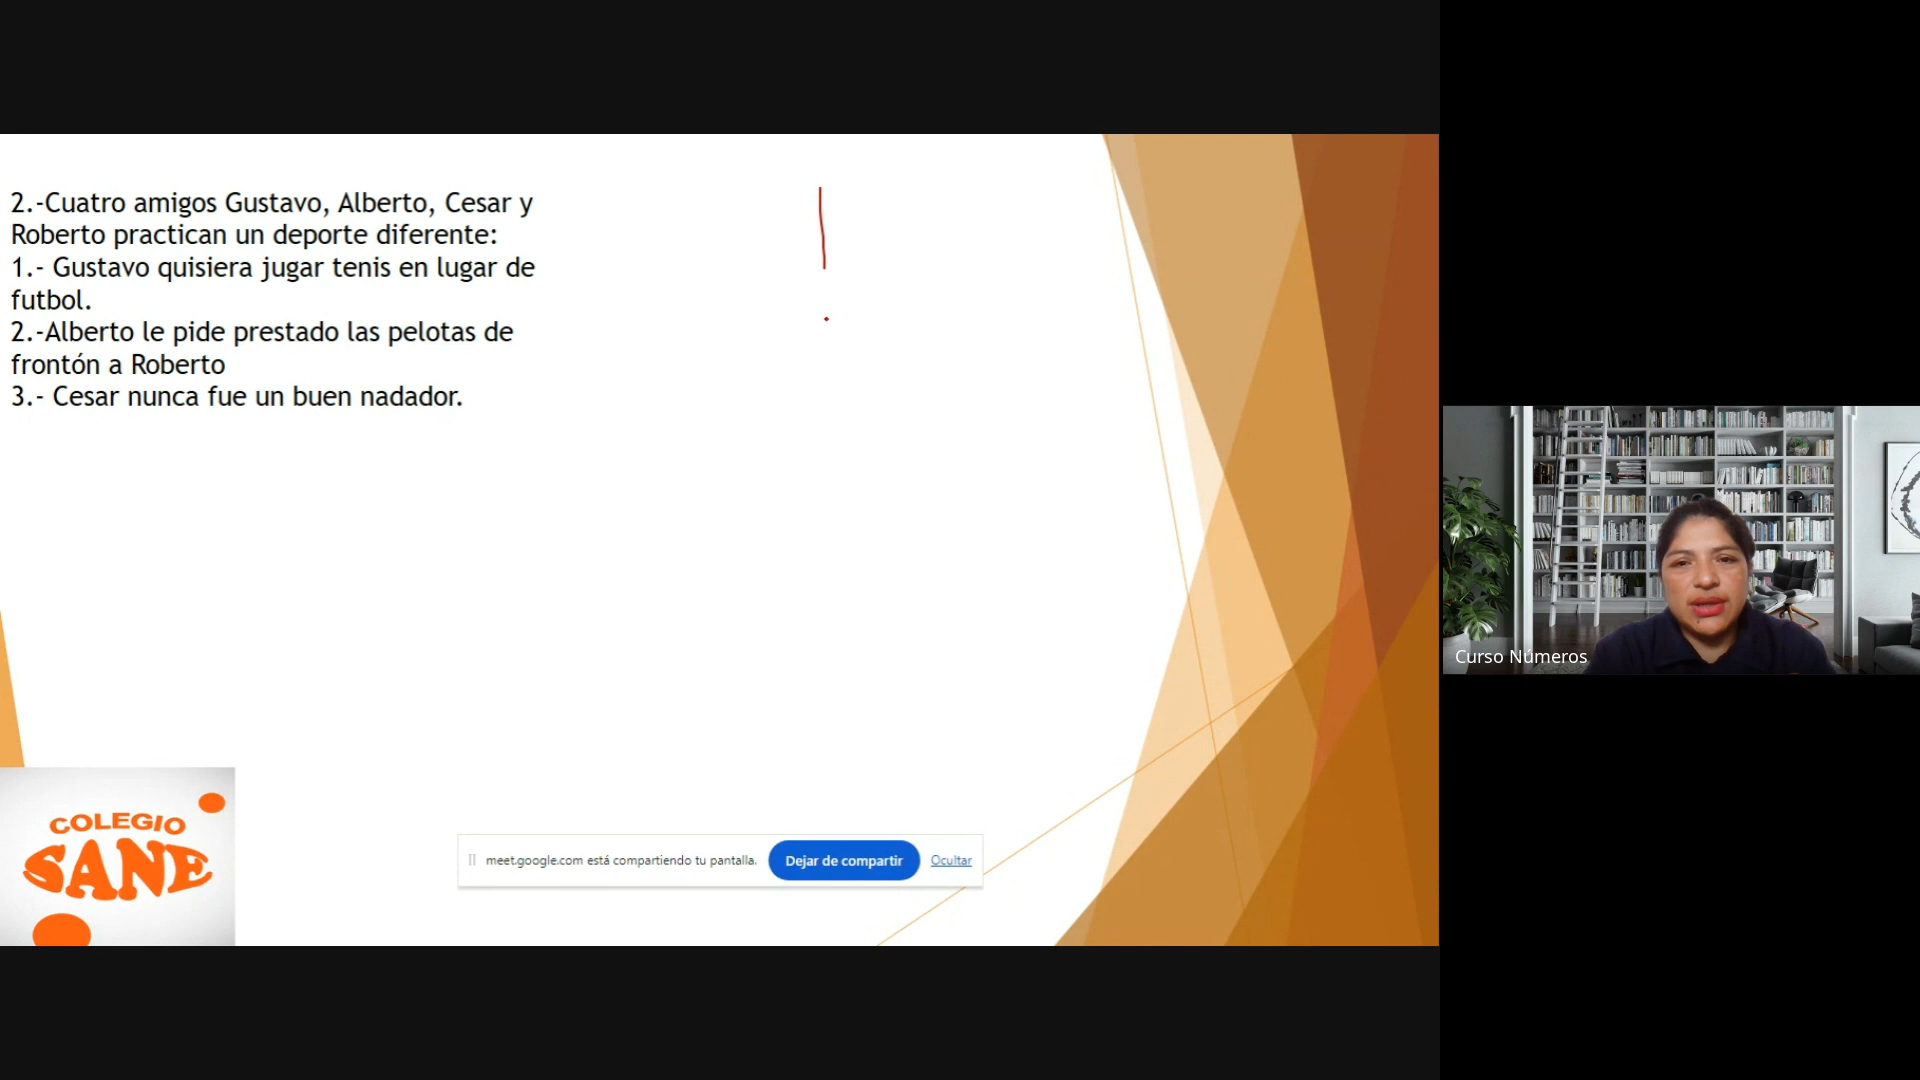 2.-Cuatro amigos Gustavo, Alberto, Cesar y
Roberto practican un deporte diferente:
1.- Gustavo quisiera jugar tenis en lugar de
futbol.
2.-Alberto le pide prestado las pelotas de
frontón a Roberto
3.- Cesar nunca fue un buen nadador.
COLEGIO
SANE
meet.google.com está compartiendo tu pantalla.
Dejar de compartir
Ocultar
Curso Números